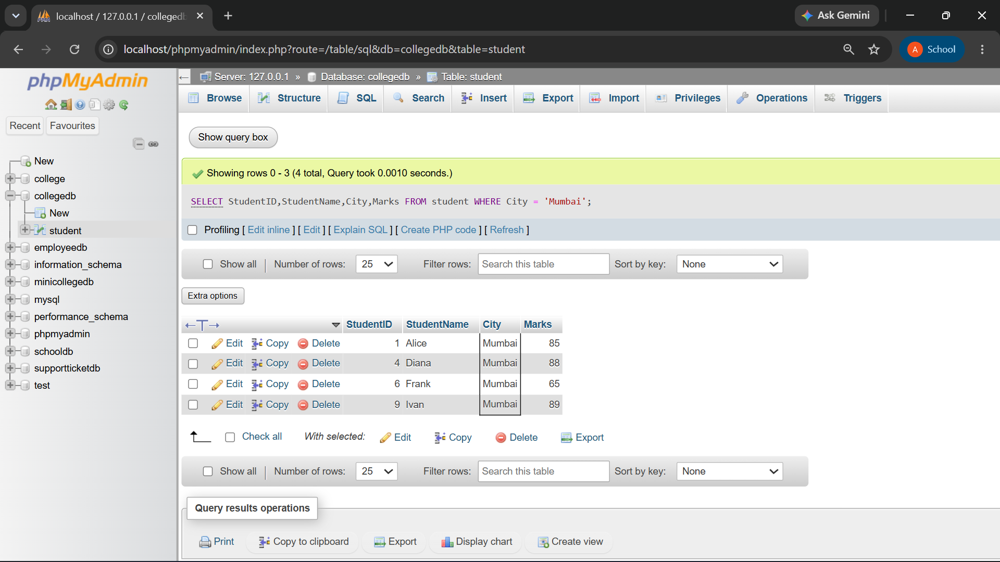 localhost / 127.0.0.1 / collegedb
Ask Gemini
localhost/phpmyadmin/index.php?route=/table/sql&db=collegedb&table=student
A School
phpMyAdmin
Recent Favourites
New
college
collegedb
New
student
employeedb
information_schema
minicollegedb
mysql
performance_schema
phpmyadmin
schooldb
supportticketdb
test
Server: 127.0.0.1 » Database: collegedb » Table: student
Browse Structure SQL Search Insert Export Import Privileges Operations Triggers
Show query box
Showing rows 0 - 3 (4 total, Query took 0.0010 seconds.)
SELECT StudentID,StudentName,City,Marks FROM student WHERE City = 'Mumbai';
Profiling [ Edit inline ] [ Edit ] [ Explain SQL ] [ Create PHP code ] [ Refresh ]
Show all | Number of rows: 25 Filter rows: Search this table Sort by key: None
Extra options
←T→ StudentID StudentName City Marks
Edit Copy Delete 1 Alice Mumbai 85
Edit Copy Delete 4 Diana Mumbai 88
Edit Copy Delete 6 Frank Mumbai 65
Edit Copy Delete 9 Ivan Mumbai 89
Check all With selected: Edit Copy Delete Export
Show all | Number of rows: 25 Filter rows: Search this table Sort by key: None
Query results operations
Print Copy to clipboard Export Display chart Create view